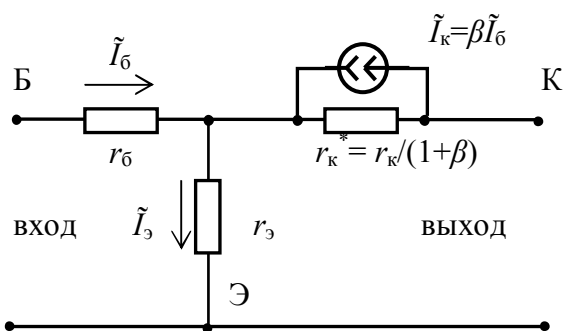 Ĩб
Ĩк=βĨб
Б
К
rб
rк* = rк/(1+β)
вход
Ĩэ
rэ
выход
Э